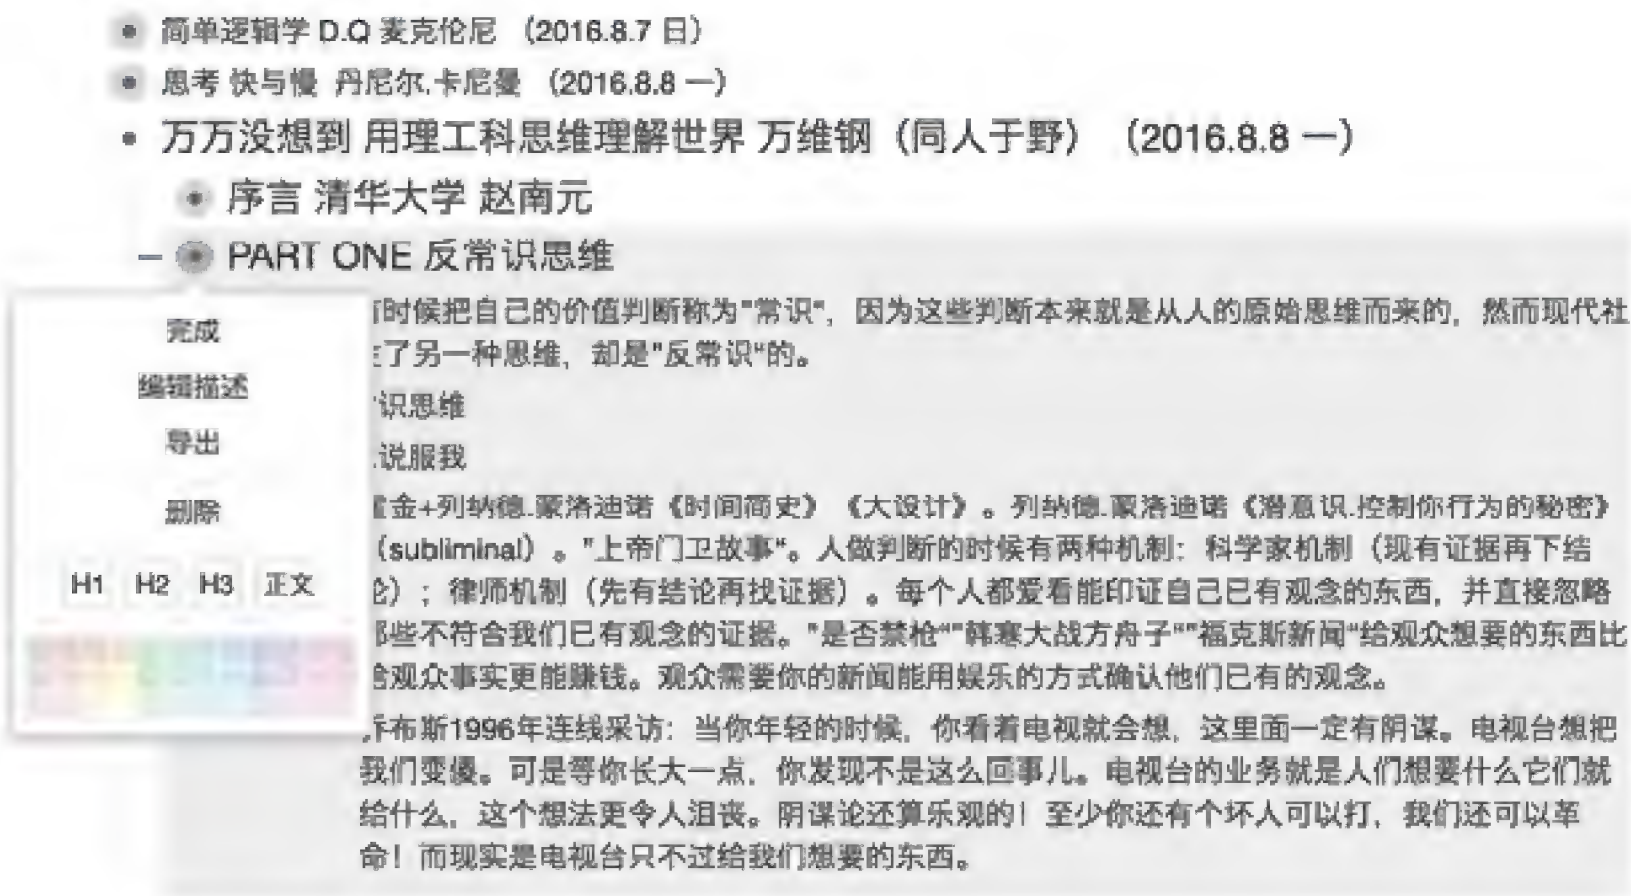 简单逻辑学 D.Q 麦克伦尼 （2016.8.7 日）
思考 快与慢 丹尼尔.卡尼曼 （2016.8.8 一）
万万没想到 用理工科思维理解世界 万维钢（同人于野）（2016.8.8 一）
序言 清华大学 赵南元
PART ONE 反常识思维
时候把自己的价值判断称为"常识“，因为这些判断本来就是从人的原始思维而来的，然而现代社
了另一种思维，却是"反常识“的。
识思维
说服我
金+列纳德.蒙洛迪诺《时间简史》《大设计》。列纳德.蒙洛迪诺《潜意识.控制你行为的秘密》
（subliminal）。"上帝门卫故事“。人做判断的时候有两种机制：科学家机制（现有证据再下结
论）；律师机制（先有结论再找证据）。每个人都爱看能印证自己已有观念的东西，并直接忽略
那些不符合我们已有观念的证据。"是否禁枪“"韩寒大战方舟子“"福克斯新闻“给观众想要的东西比
给观众事实更能赚钱。观众需要你的新闻能用娱乐的方式确认他们已有的观念。
乔布斯1996年连线采访：当你年轻的时候，你看着电视就会想，这里面一定有阴谋。电视台想把
我们变傻。可是等你长大一点，你发现不是这么回事儿。电视台的业务就是人们想要什么它们就
给什么，这个想法更令人沮丧。阴谋论还算乐观的！至少你还有个坏人可以打，我们还可以革
命！而现实是电视台只不过给我们想要的东西。
完成
编辑描述
导出
删除
H1 H2 H3 正文